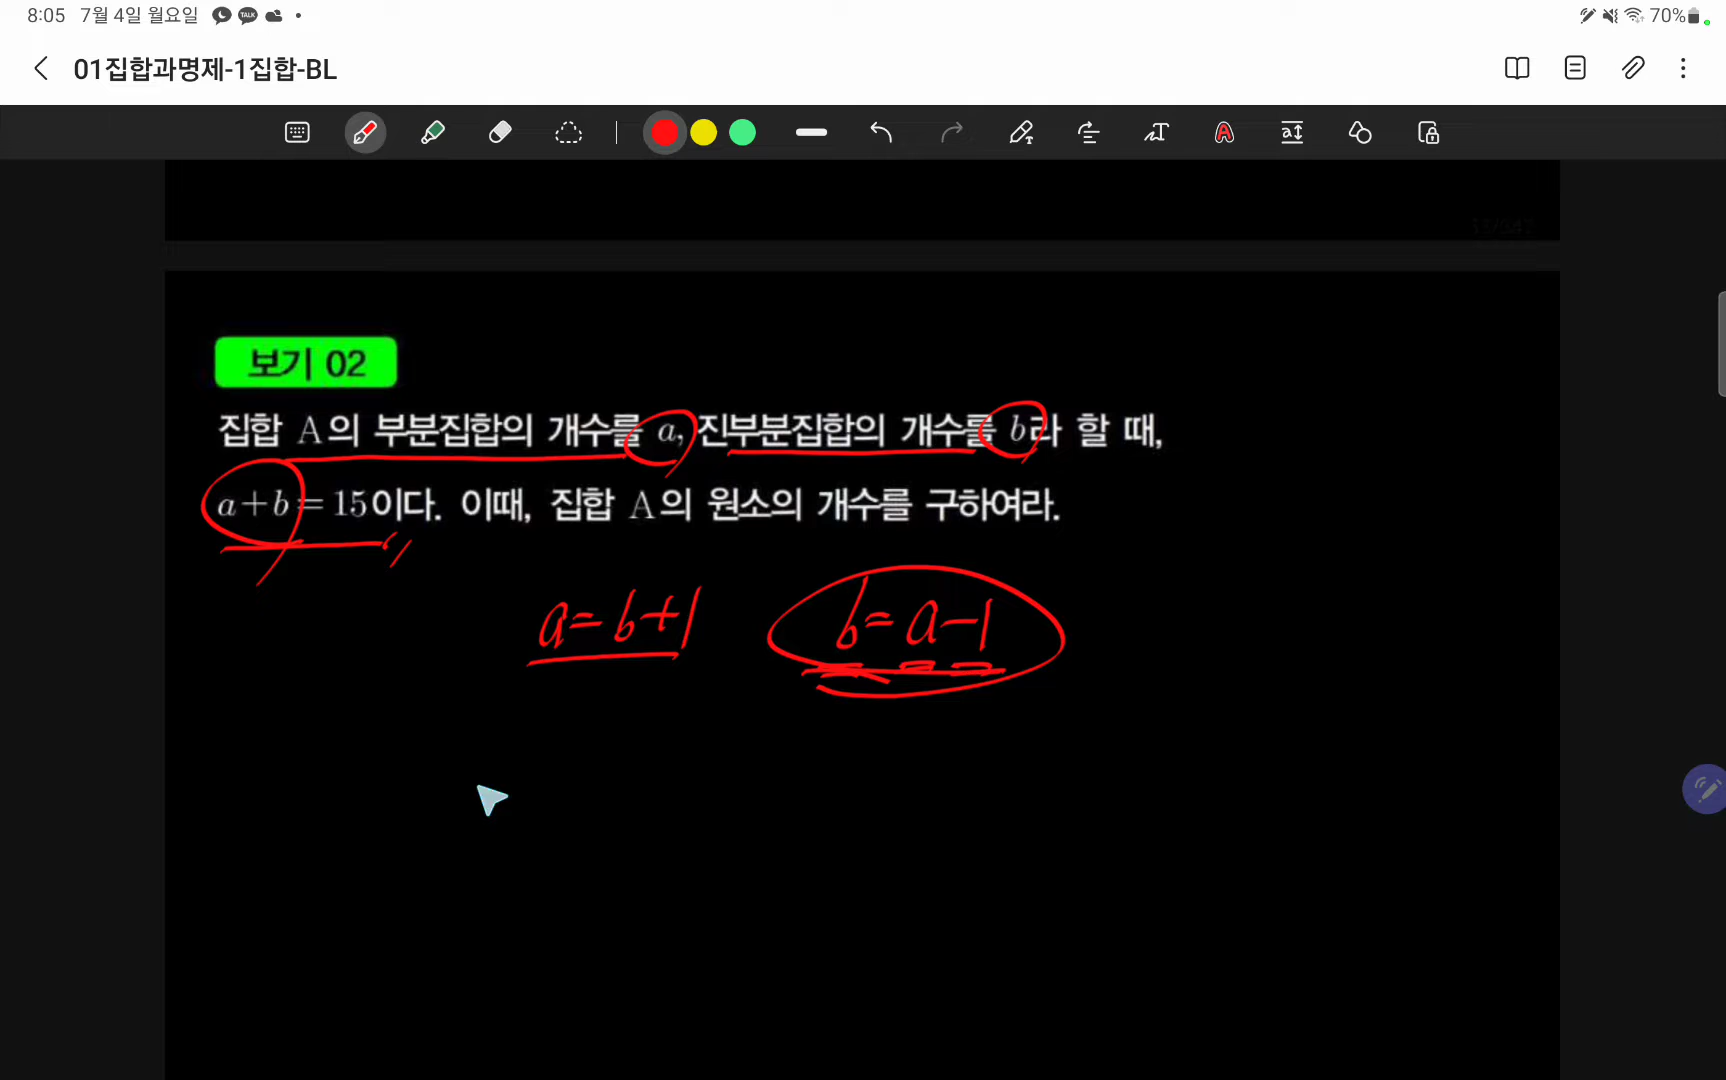 8:05 7월 4일 월요일 TALK 70%
01집합과명제-1집합-BL
보기 02
집합 A의 부분집합의 개수를 a, 진부분집합의 개수를 b라 할 때,
a+b=15이다. 이때, 집합 A의 원소의 개수를 구하여라.
a=b+1 b=a-1